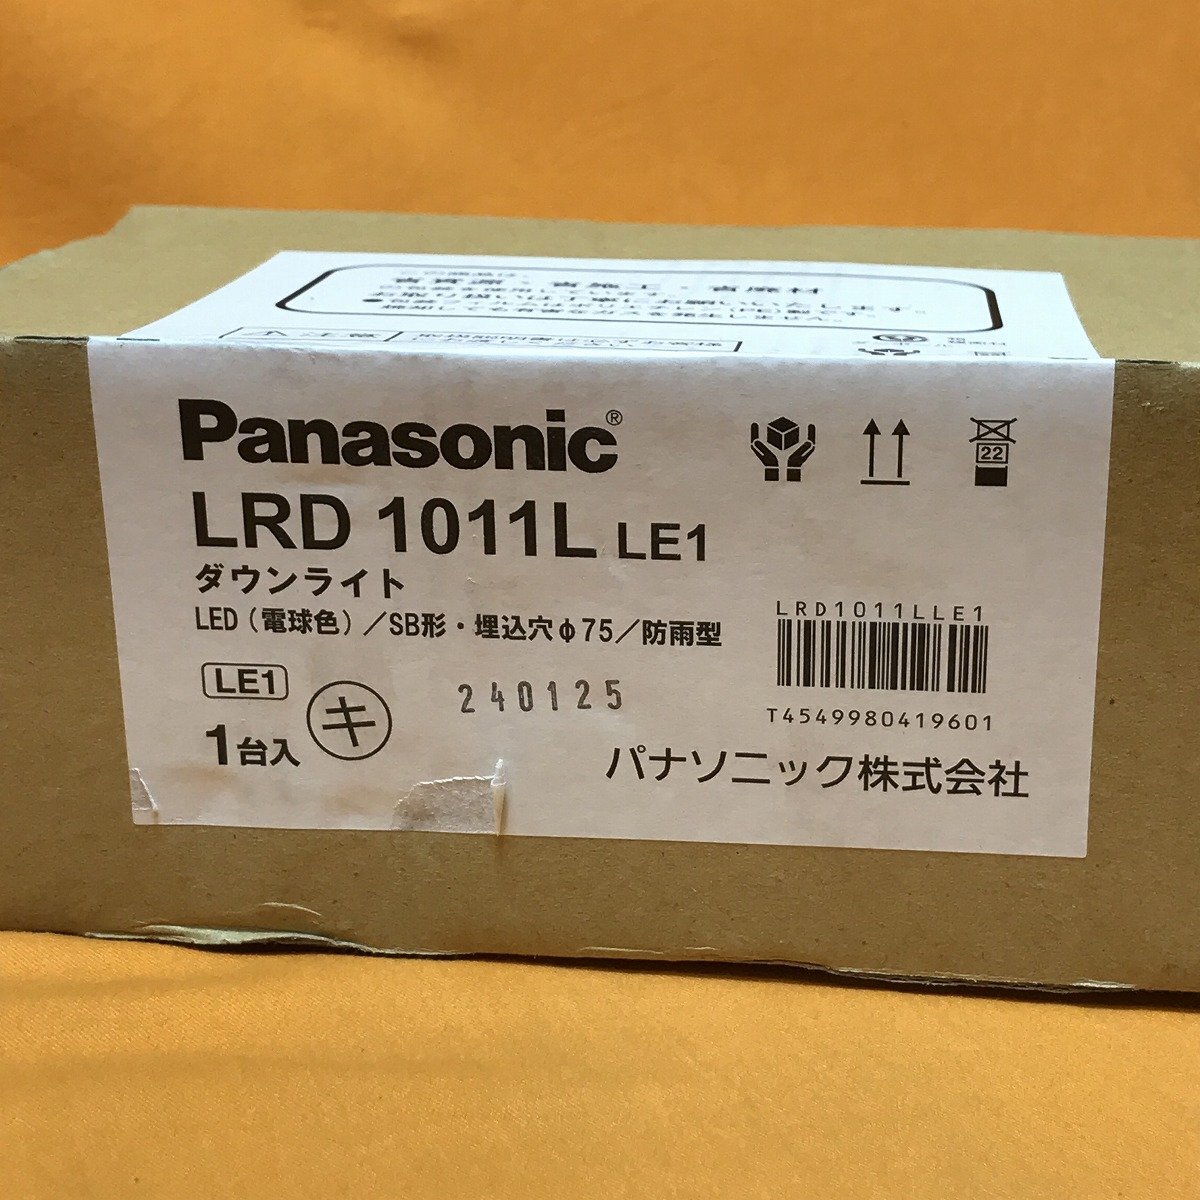 Panasonic®
LRD 1011L LE1
ダウンライト
LED(電球色)/SB形・埋込穴φ75/防雨型
22
LRD1011LLE1
LE1
キ
240125
T4549980419601
1台入
パナソニック株式会社